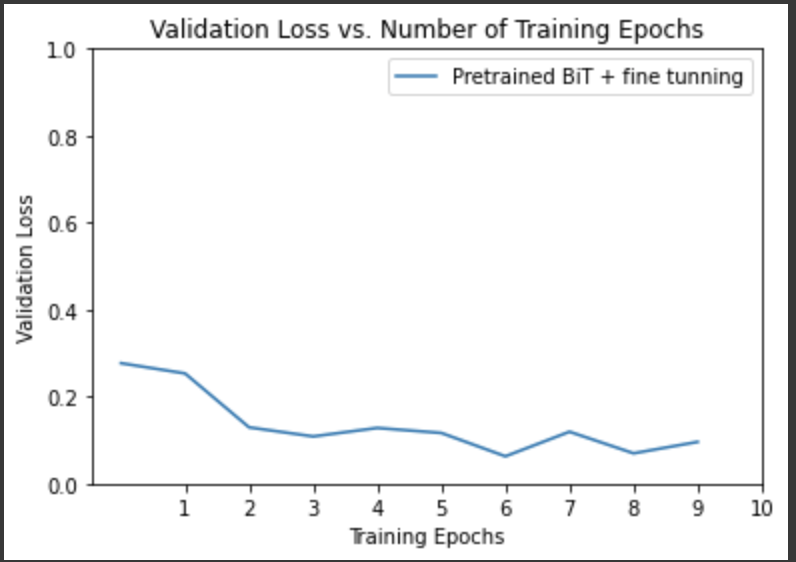 Validation Loss vs. Number of Training Epochs
Pretrained BiT + fine tunning
Validation Loss
1.0
0.8
0.6
0.4
0.2
0.0
1 2 3 4 5 6 7 8 9 10
Training Epochs